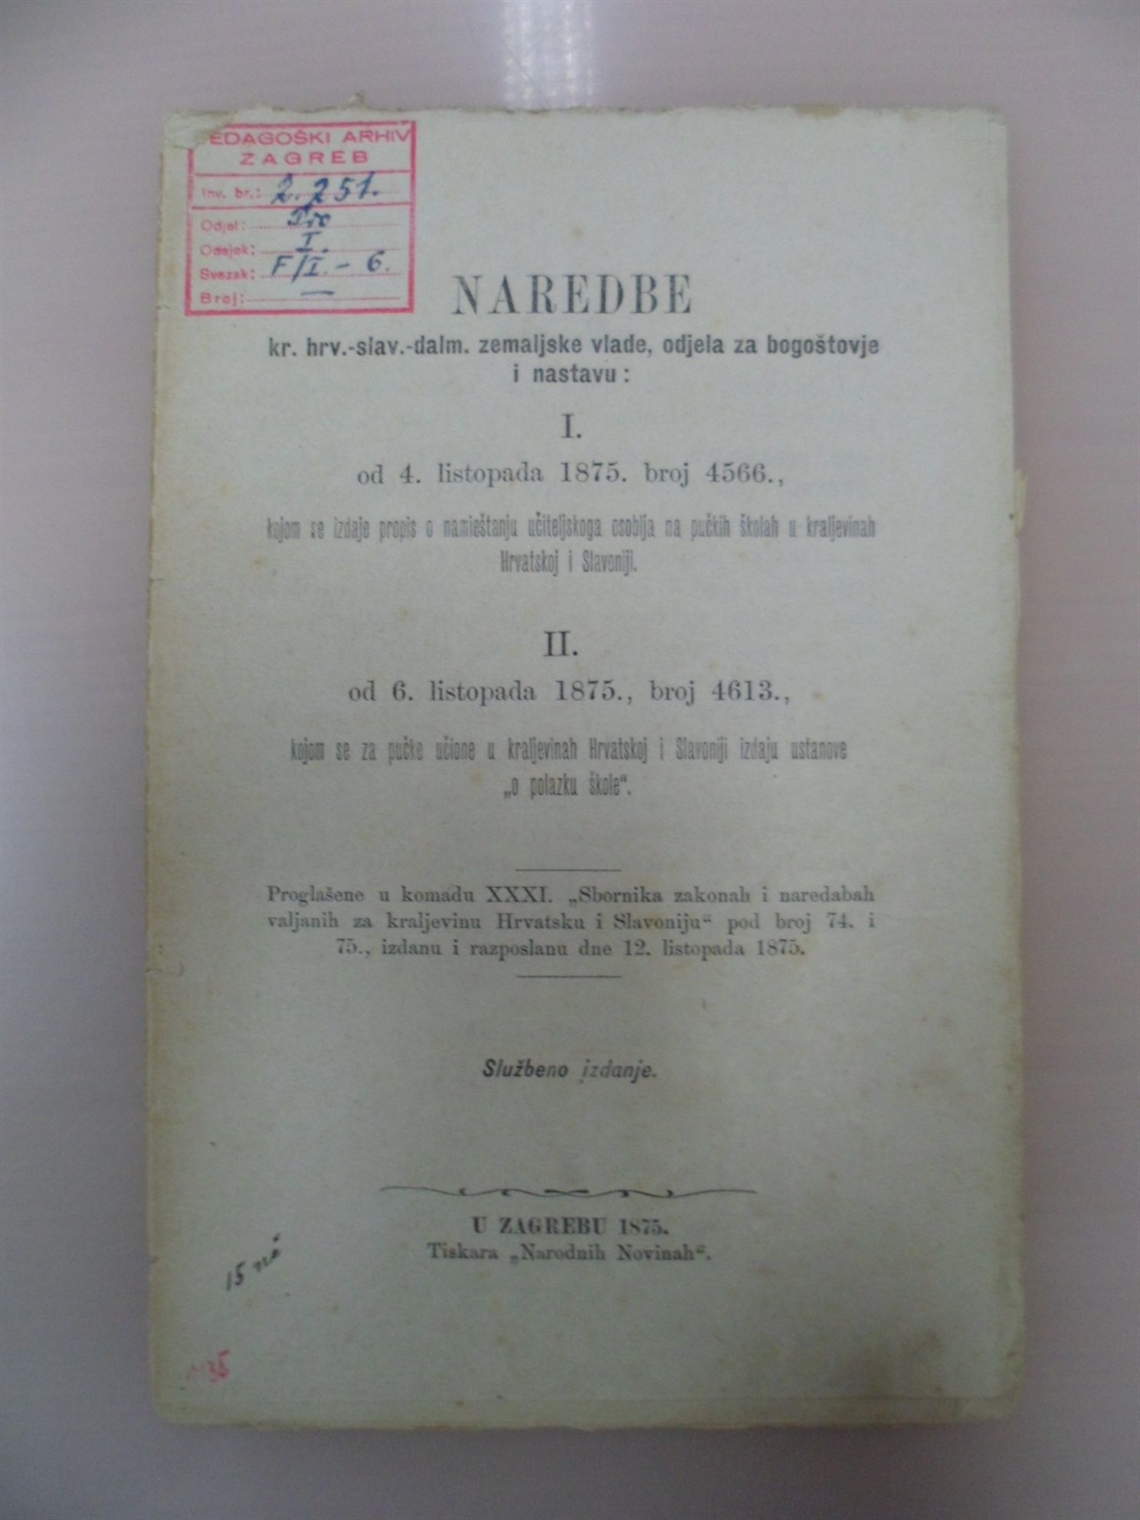 PEDAGOŠKI ARHIV
ZAGREB
Inv. br.: 2.251.
Odjel:
Odsjek: I.
Svezak: F/I. - 6.
Broj: —
NAREDBE
kr. hrv.-slav.-dalm. zemaljske vlade, odjela za bogoštovje
i nastavu :
I.
od 4. listopada 1875. broj 4566.,
kojom se izdaje propis o namieštanju učiteljskoga osoblja na pučkih školah u kraljevinah
Hrvatskoj i Slavoniji.
II.
od 6. listopada 1875., broj 4613.,
kojom se za pučke učione u kraljevinah Hrvatskoj i Slavoniji izdaju ustanove
„o polazku škole“.
Proglašene u komadu XXXI. „Sbornika zakonah i naredabah
valjanih za kraljevinu Hrvatsku i Slavoniju“ pod broj 74. i
75., izdanu i razposlanu dne 12. listopada 1875.
Službeno izdanje.
U ZAGREBU 1875.
Tiskara „Narodnih Novinah“.
15